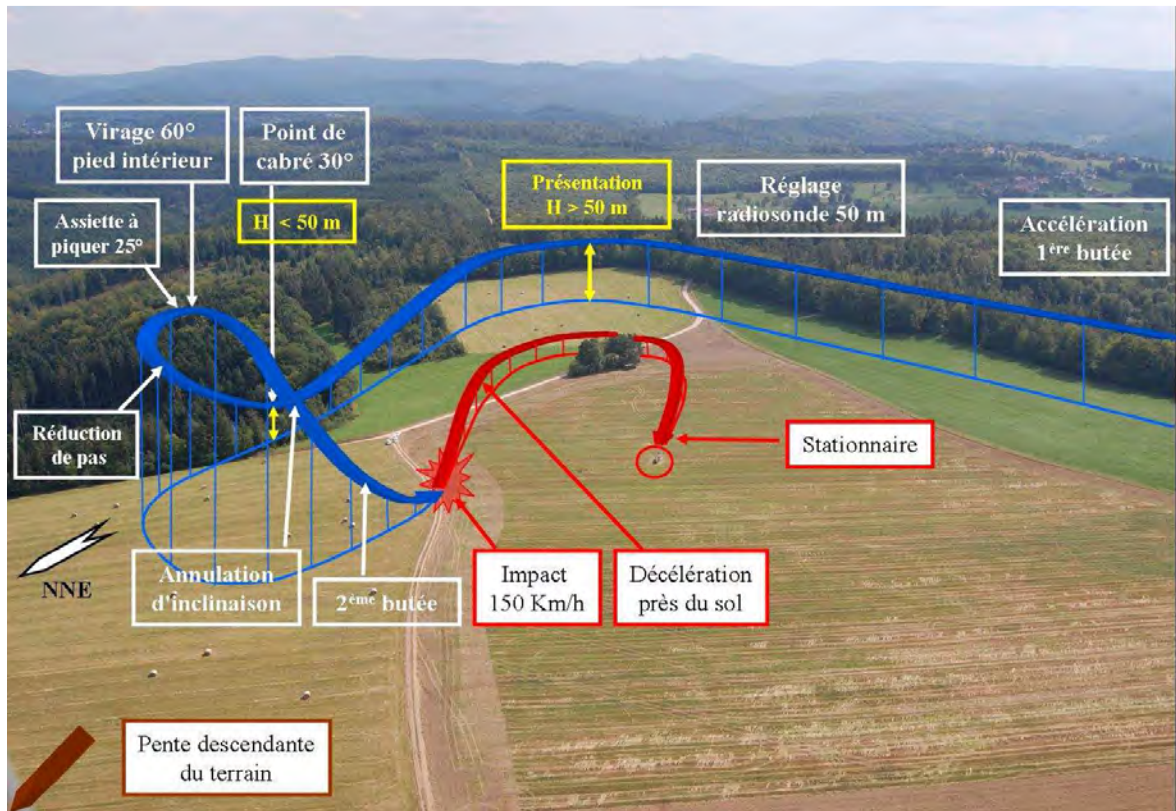 Virage 60°
pied intérieur
Point de
cabré 30°
Présentation
H > 50 m
Réglage
radiosonde 50 m
Assiette à
piquer 25°
H < 50 m
Accélération
1ère butée
Réduction
de pas
Stationnaire
NNE
Annulation
d'inclinaison
2ème butée
Impact
150 Km/h
Décélération
près du sol
Pente descendante
du terrain